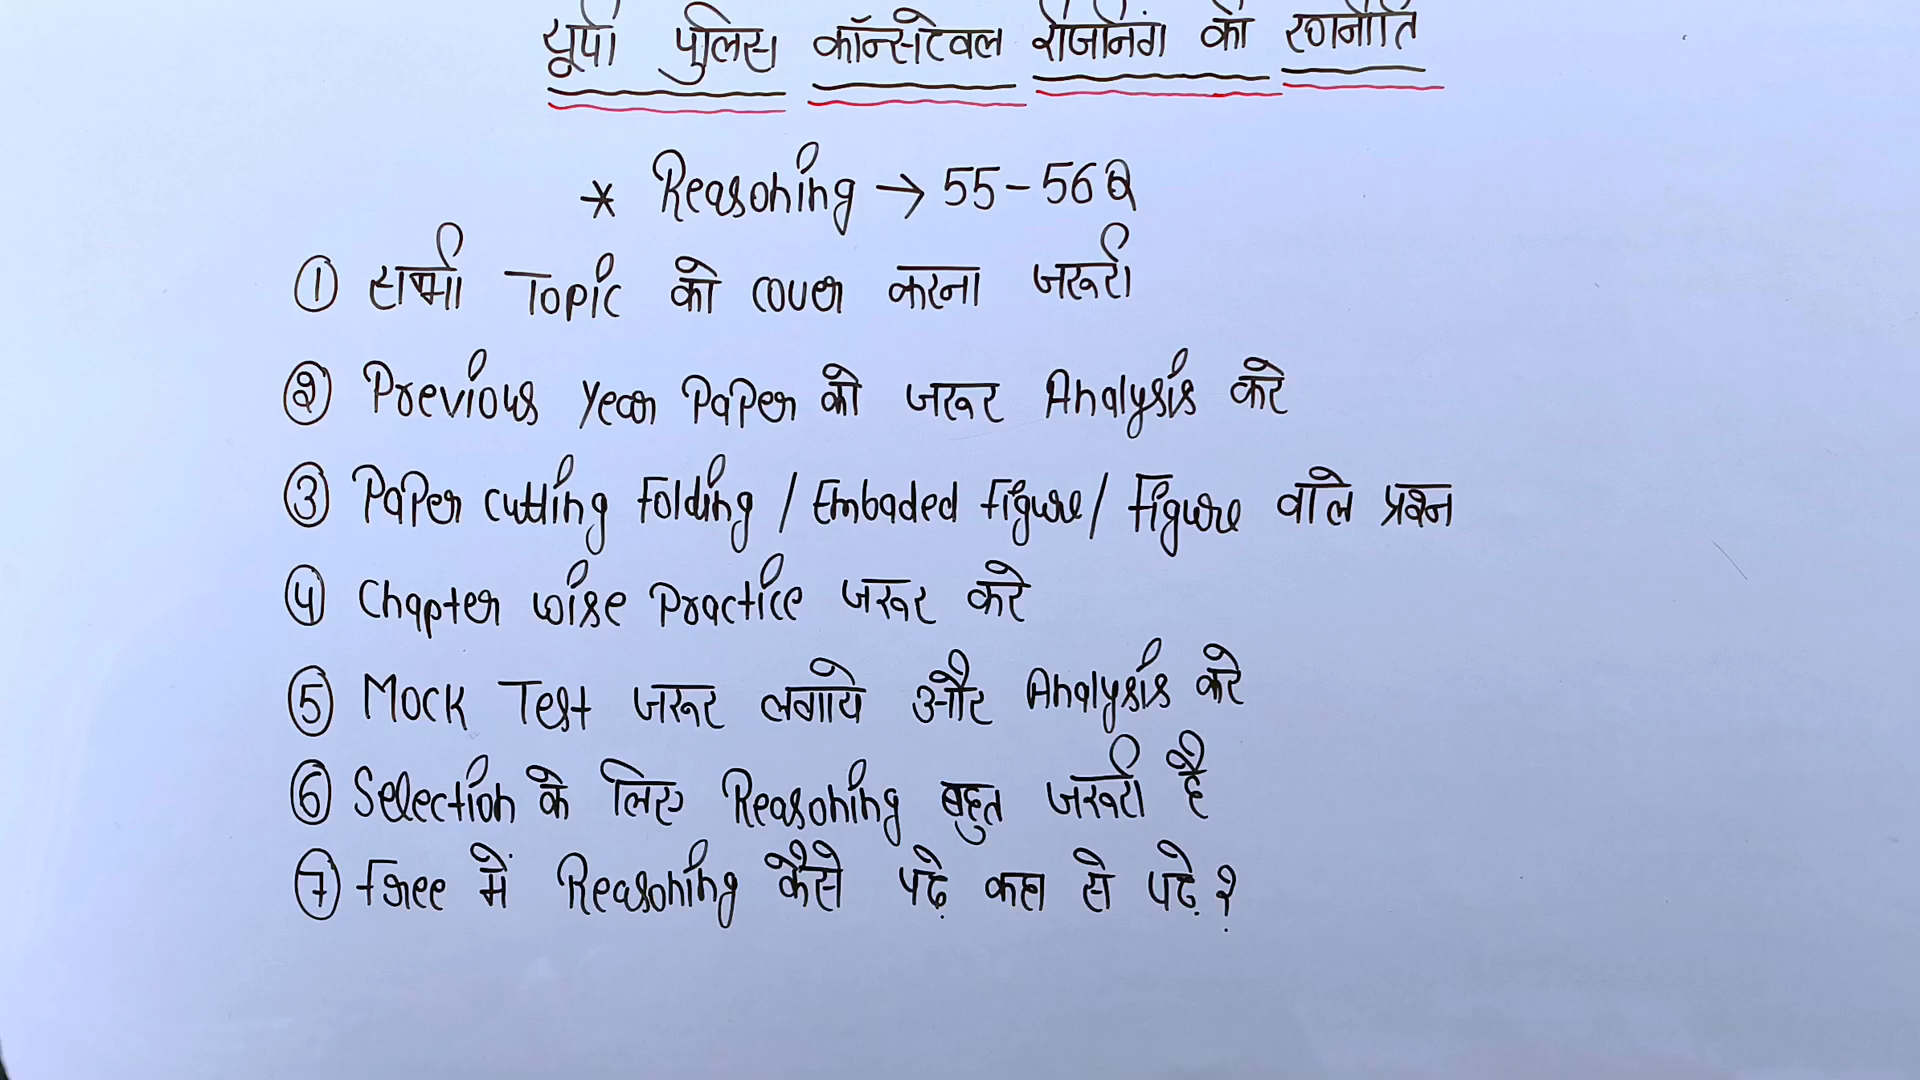 यूपी पुलिस कॉन्सटेबल रीजनिंग की रणनीति
* Reasoning → 55-56Q
① सभी Topic को cover करना जरूरी
② Previous Year PaPer को जरूर Analysis करे
③ PaPer cutting Folding / Embaded Figure / Figure वाले प्रश्न
④ Chapter wise Practice जरूर करे
⑤ Mock Test जरूर लगाये और Analysis करे
⑥ Selection के लिए Reasoning बहुत जरूरी है
⑦ Free में Reasoning कैसे पढ़े कहा से पढ़े ?